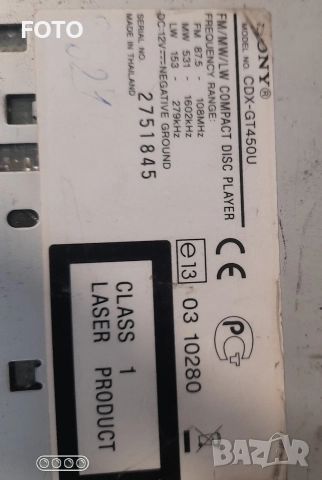 FOTO
SONY®
MODEL NO. CDX-GT450U
FM/MW/LW COMPACT DISC PLAYER
FREQUENCY RANGE:
FM 87.5 - 108MHz
MW 531 - 1602kHz
LW 153 - 279kHz
DC 12V NEGATIVE GROUND
SERIAL NO. 2751845
MADE IN THAILAND
CE
e13 03 10280
CLASS 1
LASER PRODUCT
BAZAR